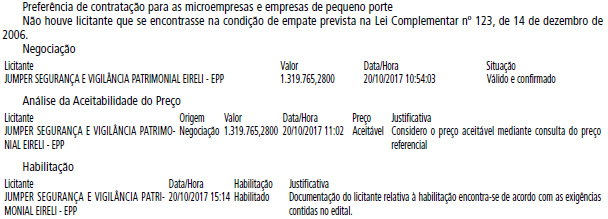 Preferência de contratação para as microempresas e empresas de pequeno porte
Não houve licitante que se encontrasse na condição de empate prevista na Lei Complementar nº 123, de 14 de dezembro de
2006.
Negociação
Licitante Valor Data/Hora Situação
JUMPER SEGURANÇA E VIGILÂNCIA PATRIMONIAL EIRELI - EPP 1.319.765,2800 20/10/2017 10:54:03 Válido e confirmado
Análise da Aceitabilidade do Preço
Licitante Origem Valor Data/Hora Preço Justificativa
JUMPER SEGURANÇA E VIGILÂNCIA PATRIMO- Negociação 1.319.765,2800 20/10/2017 11:02 Aceitável Considero o preço aceitável mediante consulta do preço
NIAL EIRELI - EPP referencial
Habilitação
Licitante Data/Hora Habilitação Justificativa
JUMPER SEGURANÇA E VIGILÂNCIA PATRI- 20/10/2017 15:14 Habilitado Documentação do licitante relativa à habilitação encontra-se de acordo com as exigências
MONIAL EIRELI - EPP contidas no edital.